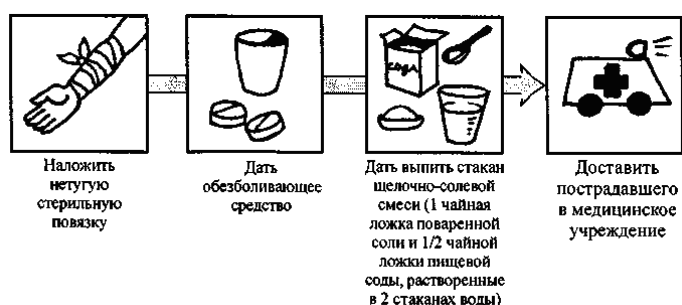 сода
Наложить
нетугую
стерильную
повязку
Дать
обезболивающее
средство
Дать выпить стакан
щелочно-солевой
смеси (1 чайная
ложка поваренной
соли и 1/2 чайной
ложки пищевой
соды, растворенные
в 2 стаканах воды)
Доставить
пострадавшего
в медицинское
учреждение